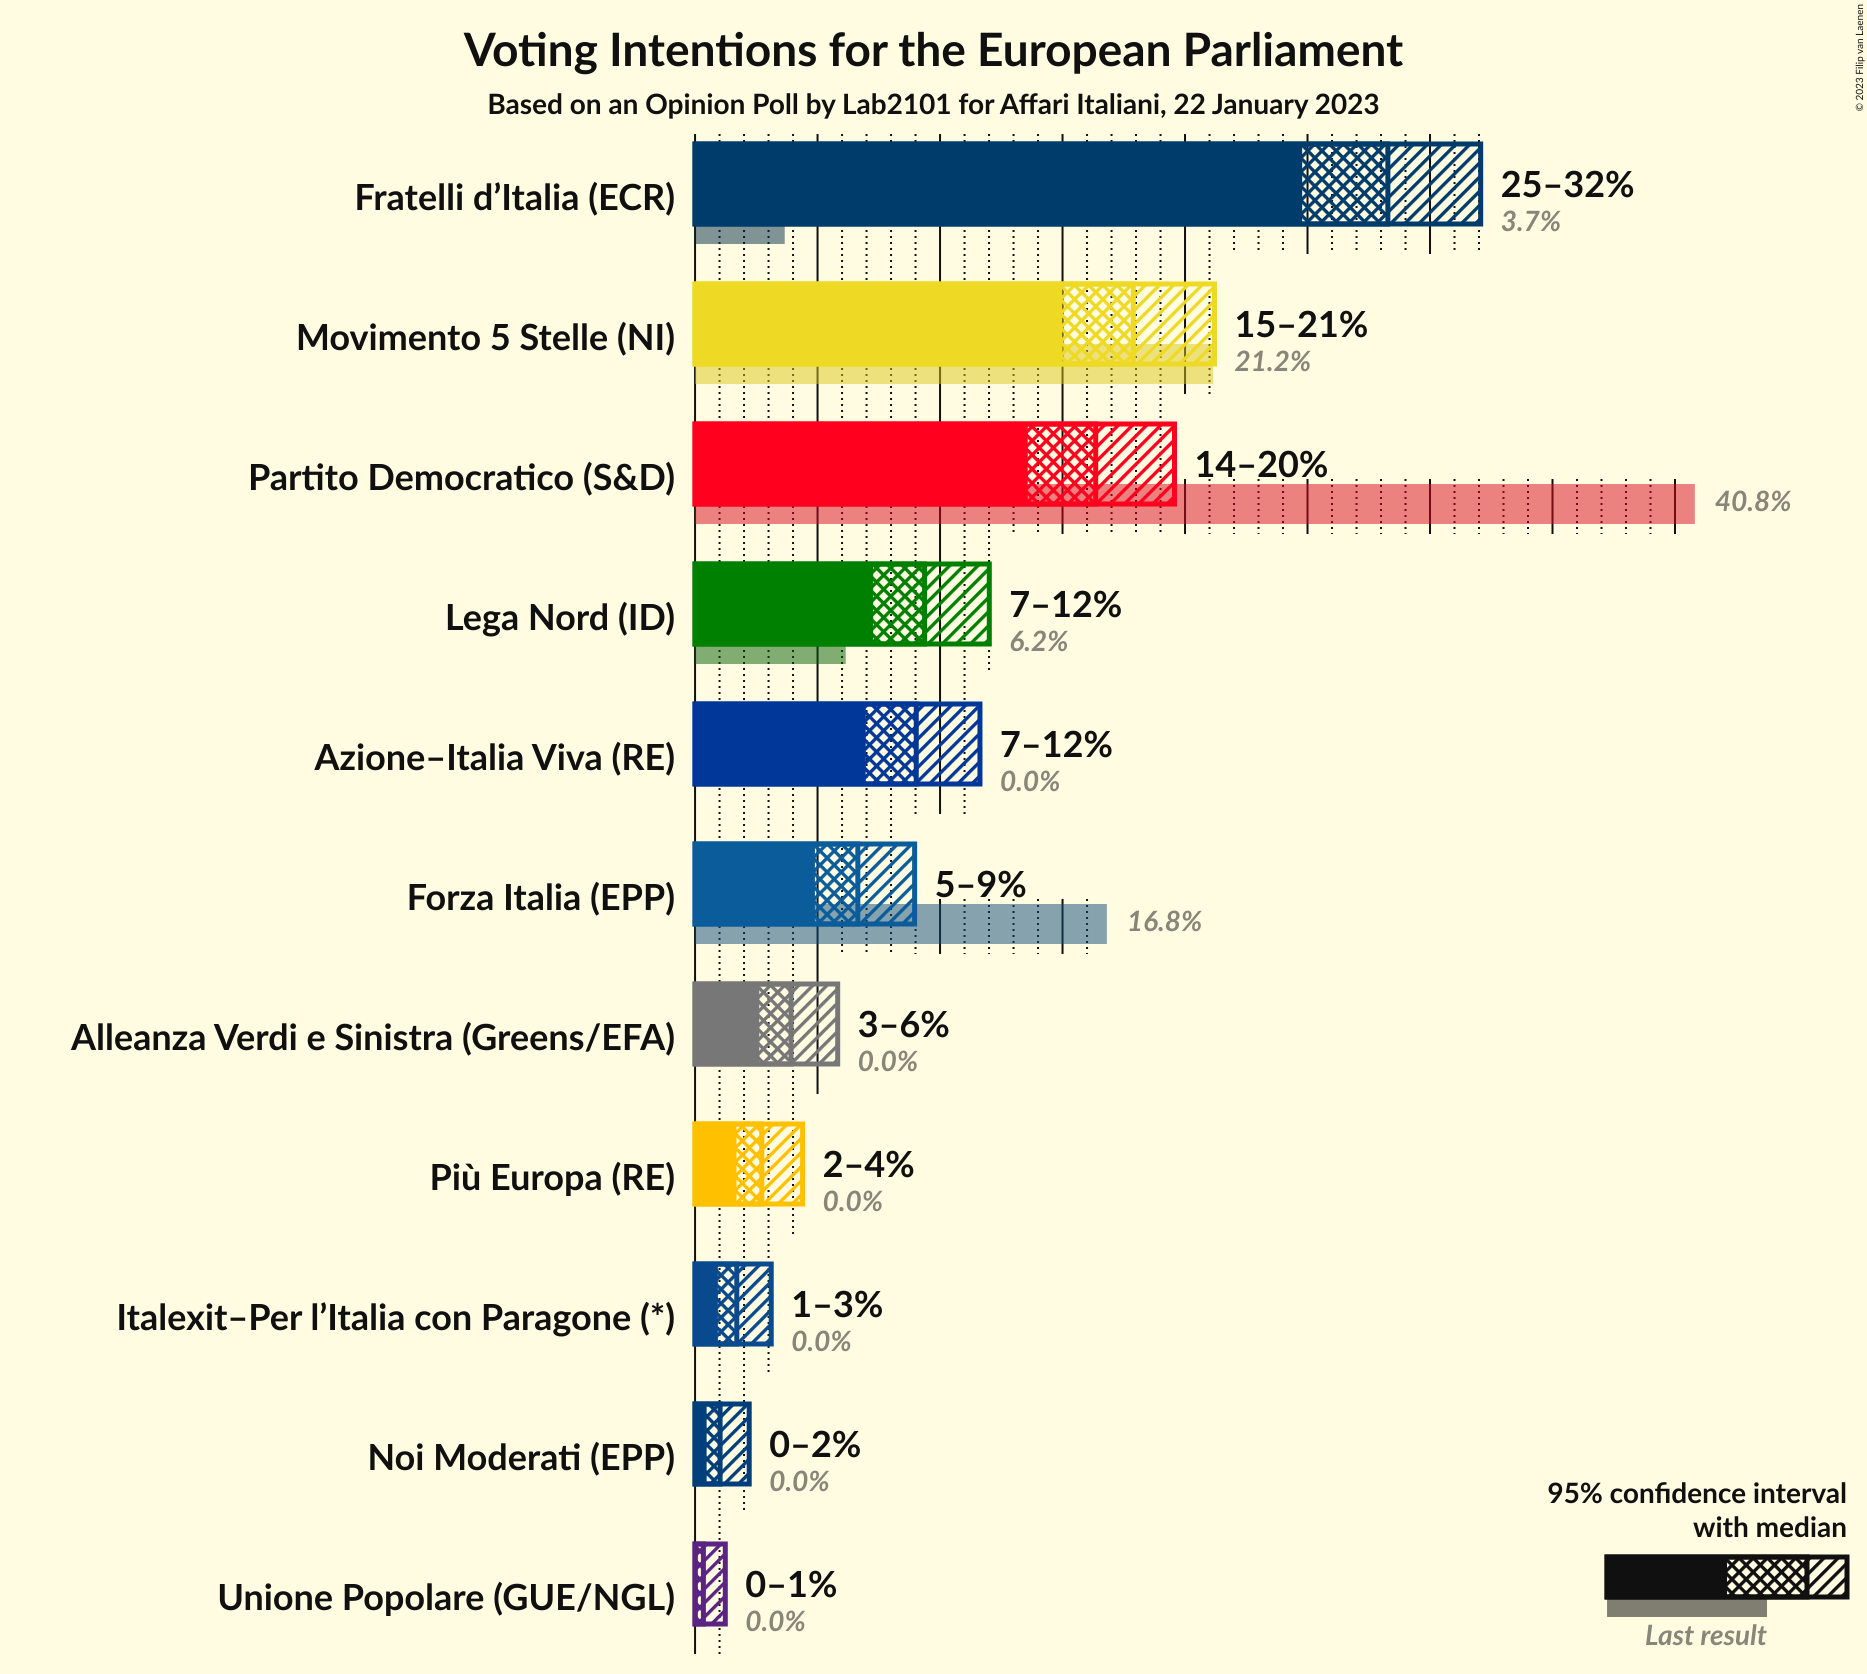 Voting Intentions for the European Parliament
Based on an Opinion Poll by Lab2101 for Affari Italiani, 22 January 2023
© 2023 Filip van Laenen
Fratelli d’Italia (ECR)
25–32%
3.7%
Movimento 5 Stelle (NI)
15–21%
21.2%
Partito Democratico (S&D)
14–20%
40.8%
Lega Nord (ID)
7–12%
6.2%
Azione–Italia Viva (RE)
7–12%
0.0%
Forza Italia (EPP)
5–9%
16.8%
Alleanza Verdi e Sinistra (Greens/EFA)
3–6%
0.0%
Più Europa (RE)
2–4%
0.0%
Italexit–Per l’Italia con Paragone (*)
1–3%
0.0%
Noi Moderati (EPP)
0–2%
0.0%
Unione Popolare (GUE/NGL)
0–1%
0.0%
95% confidence interval
with median
Last result